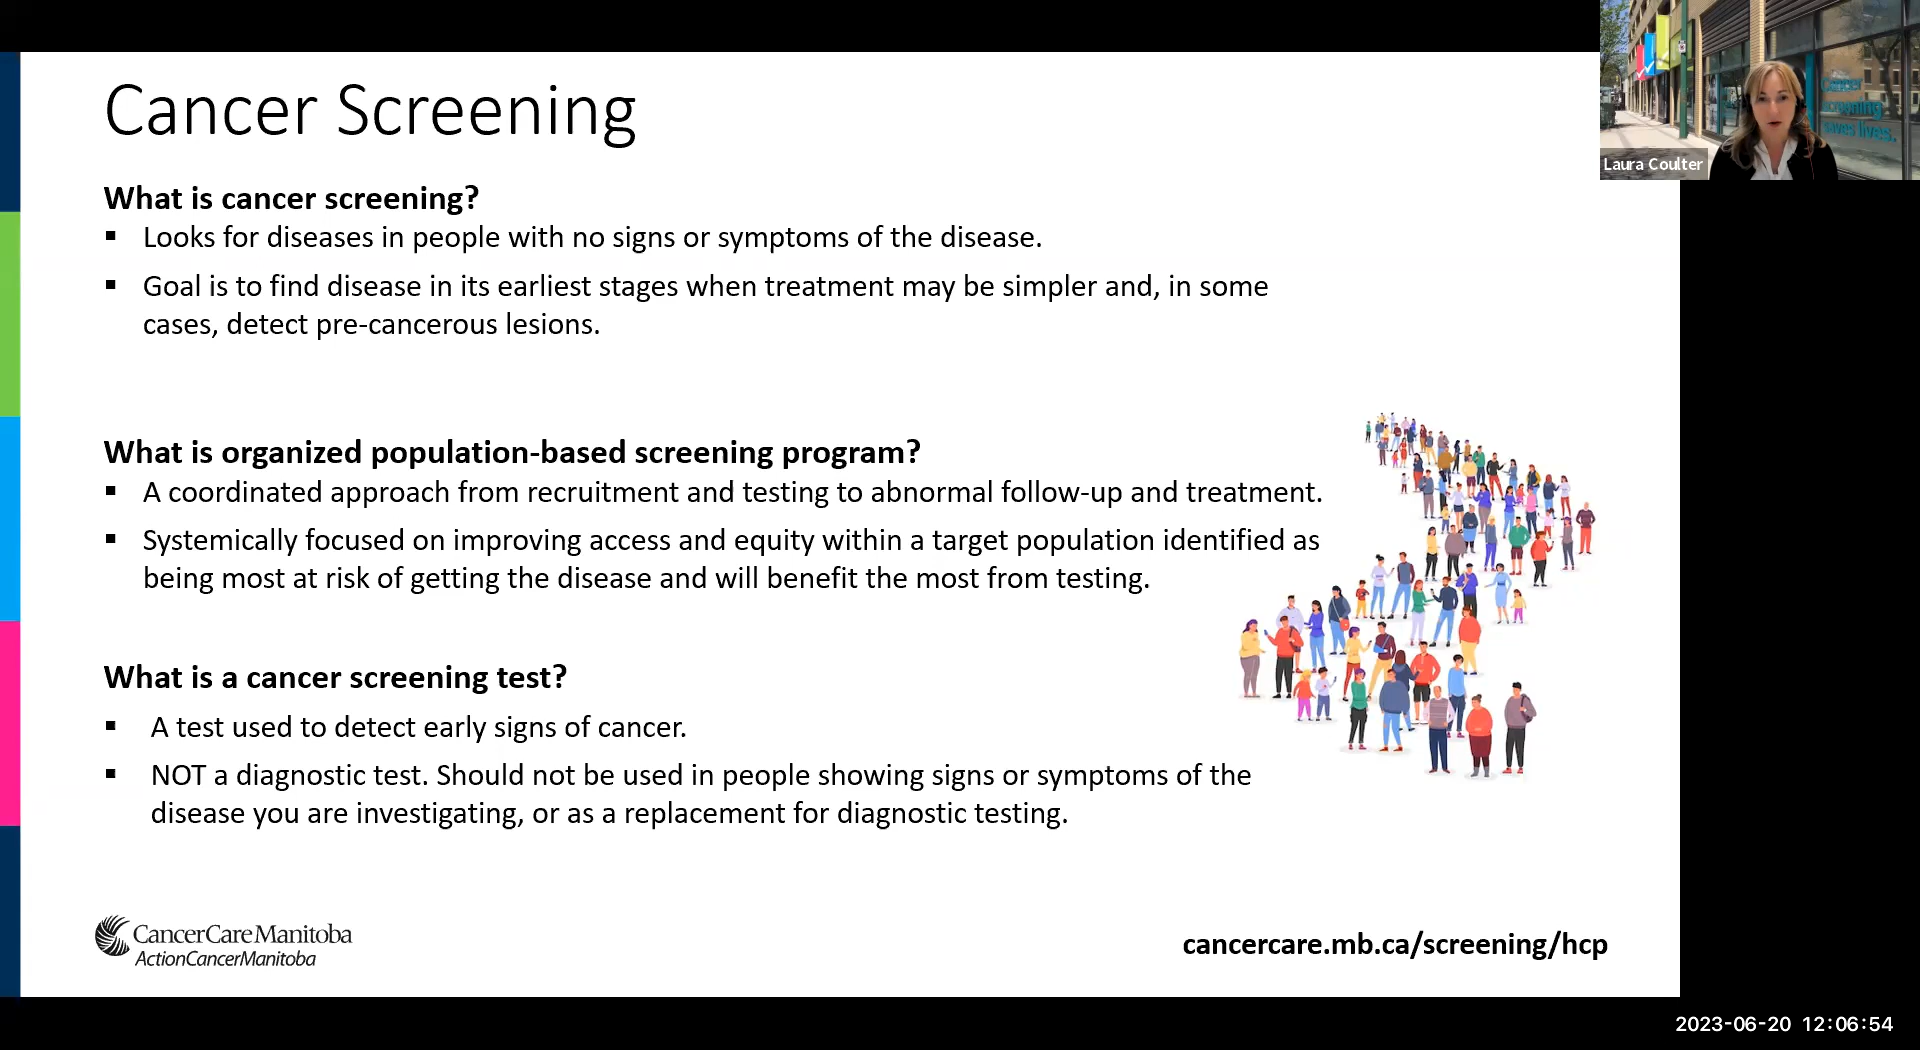 Cancer Screening
What is cancer screening?
▪ Looks for diseases in people with no signs or symptoms of the disease.
▪ Goal is to find disease in its earliest stages when treatment may be simpler and, in some
cases, detect pre-cancerous lesions.
What is organized population-based screening program?
▪ A coordinated approach from recruitment and testing to abnormal follow-up and treatment.
▪ Systemically focused on improving access and equity within a target population identified as
being most at risk of getting the disease and will benefit the most from testing.
What is a cancer screening test?
▪ A test used to detect early signs of cancer.
▪ NOT a diagnostic test. Should not be used in people showing signs or symptoms of the
disease you are investigating, or as a replacement for diagnostic testing.
CancerCare Manitoba
ActionCancerManitoba
cancercare.mb.ca/screening/hcp
Cancer
screening
saves lives.
Laura Coulter
2023-06-20 12:06:54